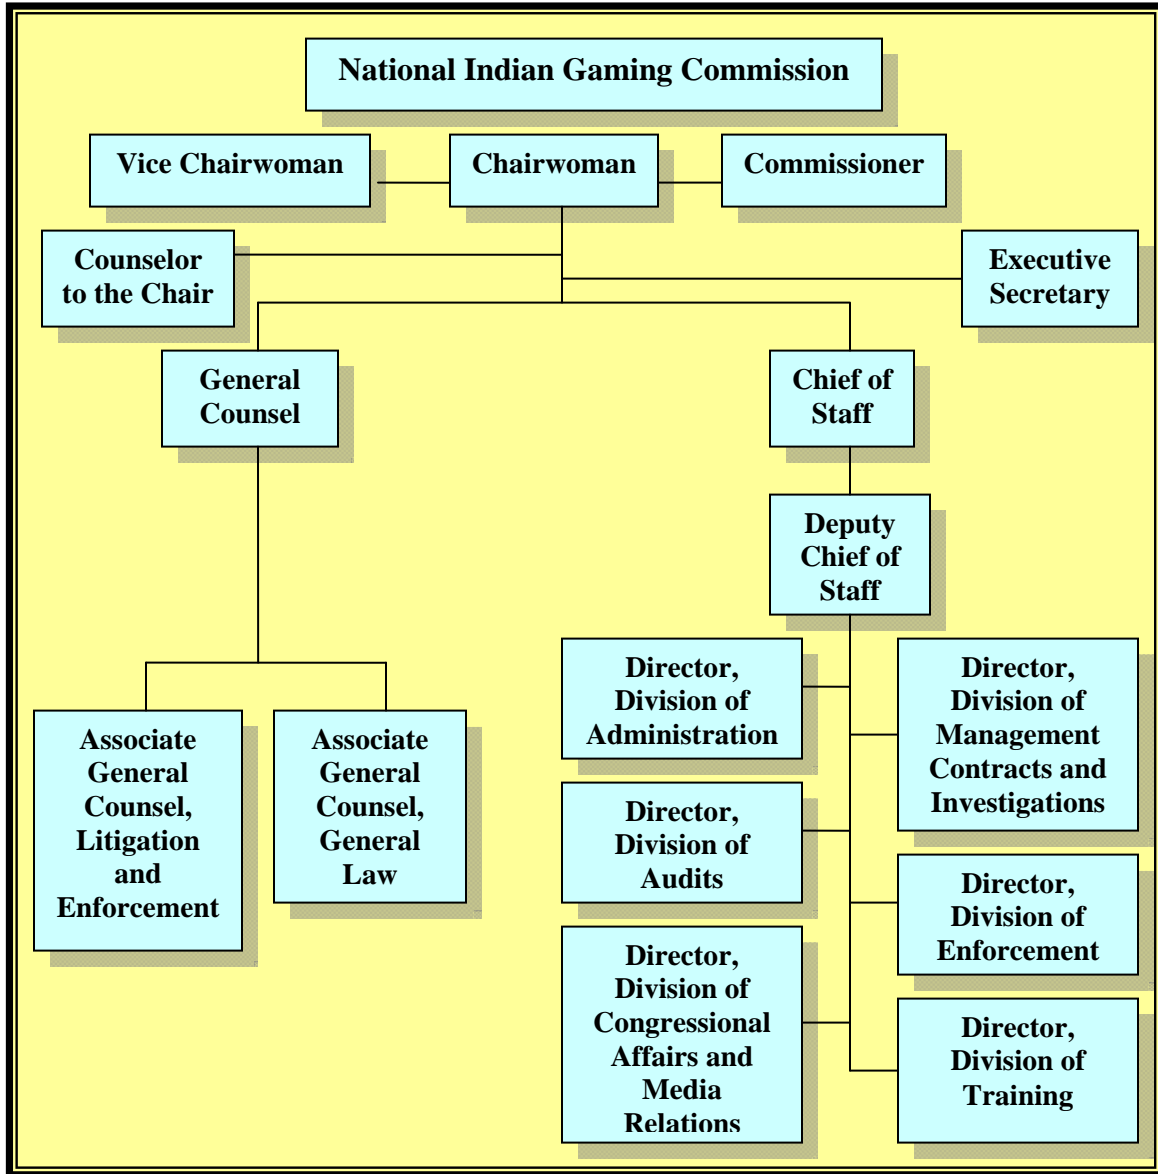 National Indian Gaming Commission
Vice Chairwoman
Chairwoman
Commissioner
Counselor
to the Chair
Executive
Secretary
General
Counsel
Chief of
Staff
Deputy
Chief of
Staff
Associate
General
Counsel,
Litigation
and
Enforcement
Associate
General
Counsel,
General
Law
Director,
Division of
Administration
Director,
Division of
Management
Contracts and
Investigations
Director,
Division of
Audits
Director,
Division of
Enforcement
Director,
Division of
Congressional
Affairs and
Media
Relations
Director,
Division of
Training